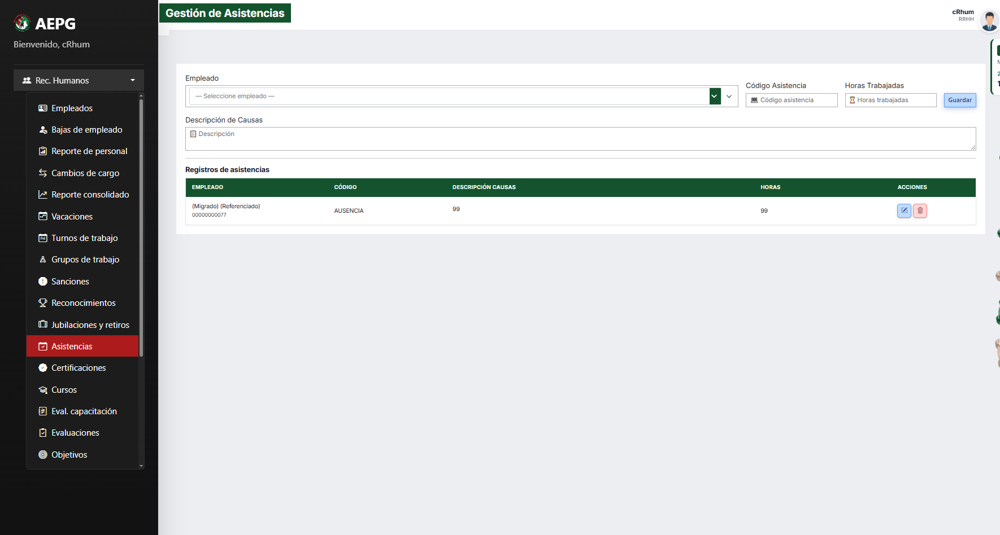 AEPG
Bienvenido, cRhum
Rec. Humanos
Empleados
Bajas de empleado
Reporte de personal
Cambios de cargo
Reporte consolidado
Vacaciones
Turnos de trabajo
Grupos de trabajo
Sanciones
Reconocimientos
Jubilaciones y retiros
Asistencias
Certificaciones
Cursos
Eval. capacitación
Evaluaciones
Objetivos
Gestión de Asistencias
cRhum
RRHH
Empleado
— Seleccione empleado —
Código Asistencia
Código asistencia
Horas Trabajadas
Horas trabajadas
Guardar
Descripción de Causas
Descripción
Registros de asistencias
EMPLEADO CÓDIGO DESCRIPCIÓN CAUSAS HORAS ACCIONES
(Migrado) (Referenciado)
00000000077
AUSENCIA 99 99